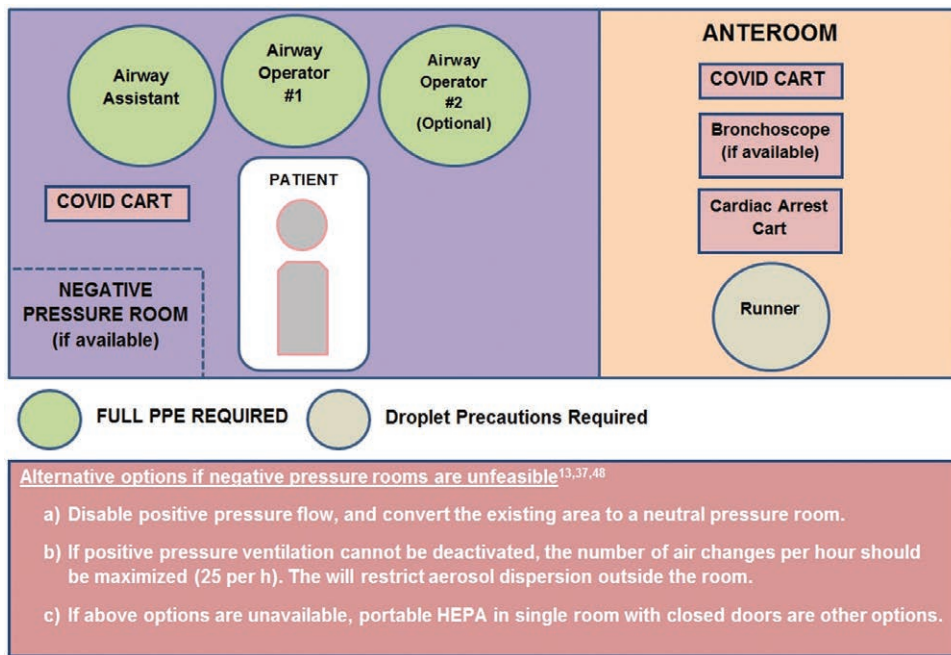 Airway
Assistant
Airway
Operator
#1
Airway
Operator
#2
(Optional)
COVID CART
PATIENT
NEGATIVE
PRESSURE ROOM
(if available)
ANTEROOM
COVID CART
Bronchoscope
(if available)
Cardiac Arrest
Cart
Runner
FULL PPE REQUIRED
Droplet Precautions Required
Alternative options if negative pressure rooms are unfeasible13,37,48
a) Disable positive pressure flow, and convert the existing area to a neutral pressure room.
b) If positive pressure ventilation cannot be deactivated, the number of air changes per hour should
be maximized (25 per h). The will restrict aerosol dispersion outside the room.
c) If above options are unavailable, portable HEPA in single room with closed doors are other options.